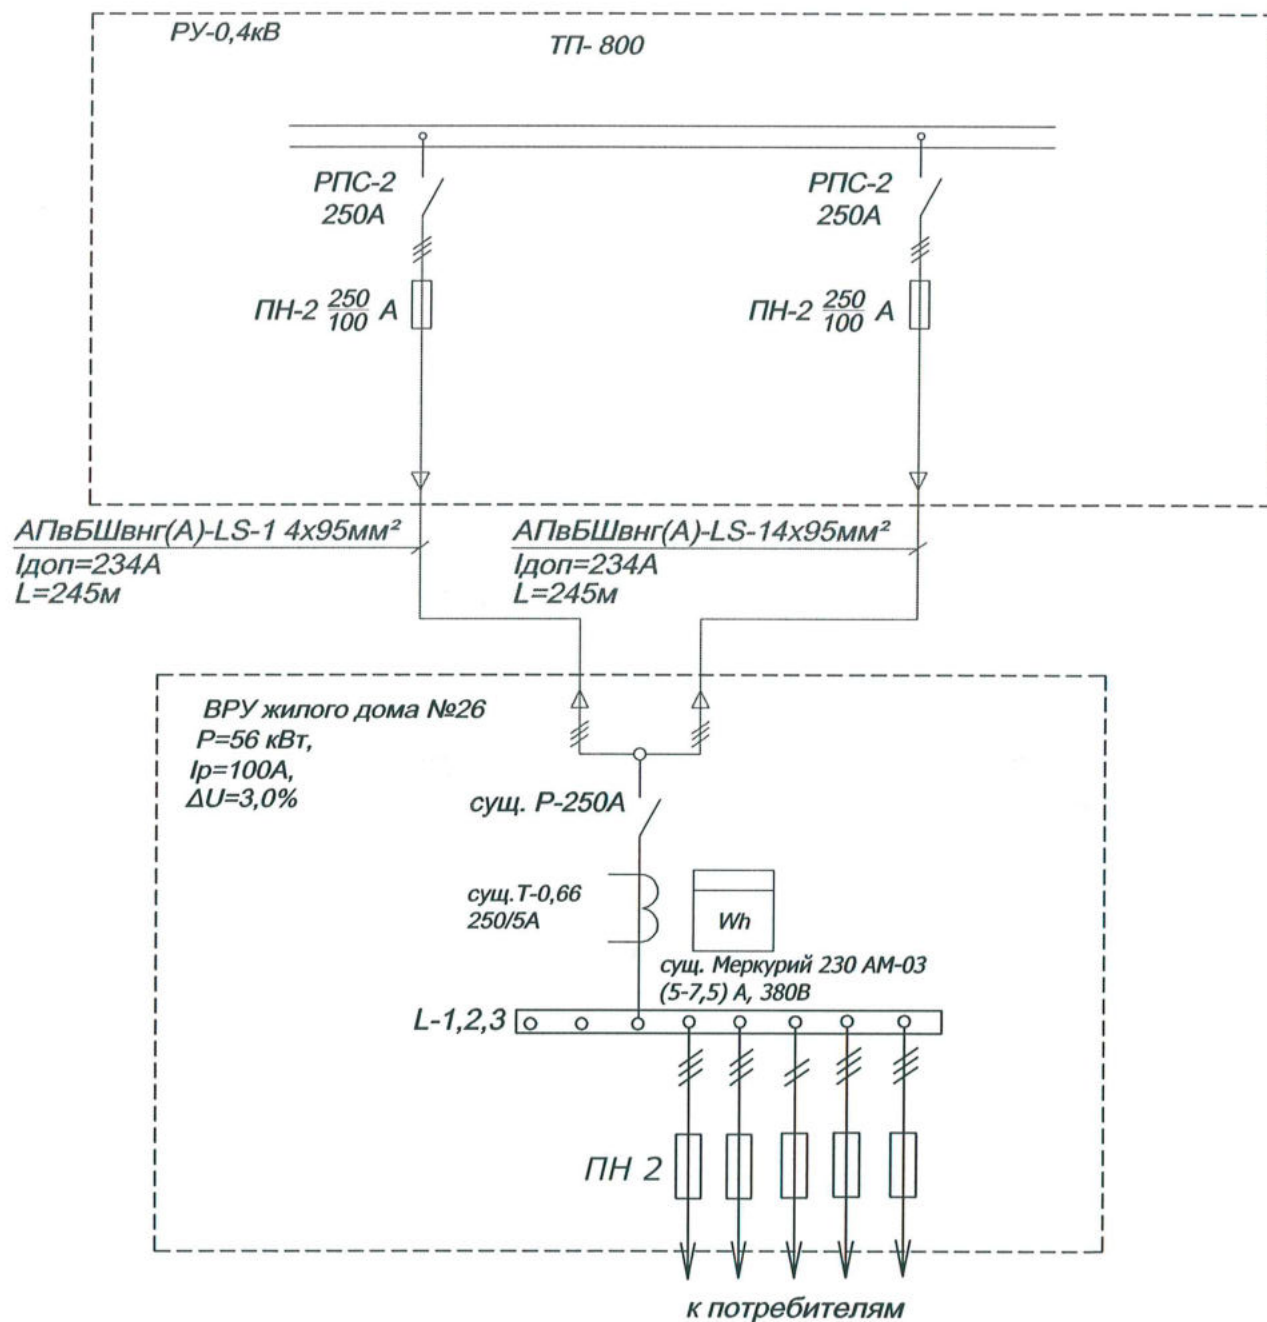 РУ-0,4кВ
ТП- 800
РПС-2
250А
РПС-2
250А
ПН-2 250/100 А
ПН-2 250/100 А
АПвБШвнг(А)-LS-1 4х95мм²
Iдоп=234А
L=245м
АПвБШвнг(А)-LS-14х95мм²
Iдоп=234А
L=245м
ВРУ жилого дома №26
Р=56 кВт,
Iр=100А,
ΔU=3,0%
сущ. Р-250А
сущ.Т-0,66
250/5А
Wh
сущ. Меркурий 230 АМ-03
(5-7,5) А, 380В
L-1,2,3
ПН 2
к потребителям